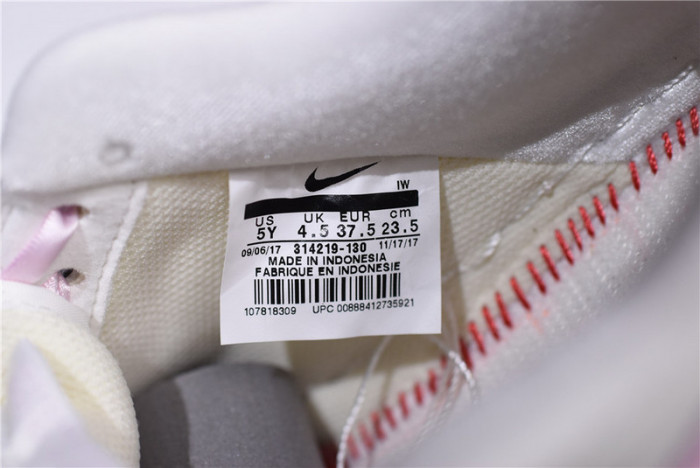 IW
US UK EUR cm
5Y 4.5 37.5 23.5
09/06/17 314219-130 11/17/17
MADE IN INDONESIA
FABRIQUE EN INDONESIE
107818309 UPC 00888412735921